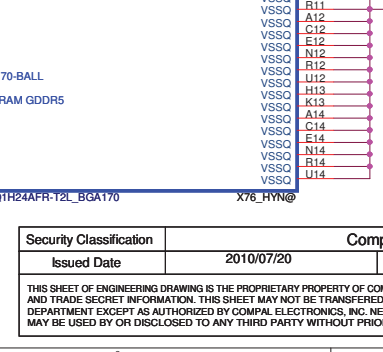 VSSQ R11
VSSQ A12
VSSQ C12
VSSQ E12
VSSQ N12
VSSQ R12
70-BALL
VSSQ U12
VSSQ H13
RAM GDDR5
VSSQ K13
VSSQ A14
VSSQ C14
VSSQ E14
VSSQ N14
VSSQ R14
VSSQ U14
1H24AFR-T2L_BGA170 X76_HYN@
Security Classification Comp
Issued Date 2010/07/20
THIS SHEET OF ENGINEERING DRAWING IS THE PROPRIETARY PROPERTY OF COM
AND TRADE SECRET INFORMATION. THIS SHEET MAY NOT BE TRANSFERED
DEPARTMENT EXCEPT AS AUTHORIZED BY COMPAL ELECTRONICS, INC. NE
MAY BE USED BY OR DISCLOSED TO ANY THIRD PARTY WITHOUT PRIO